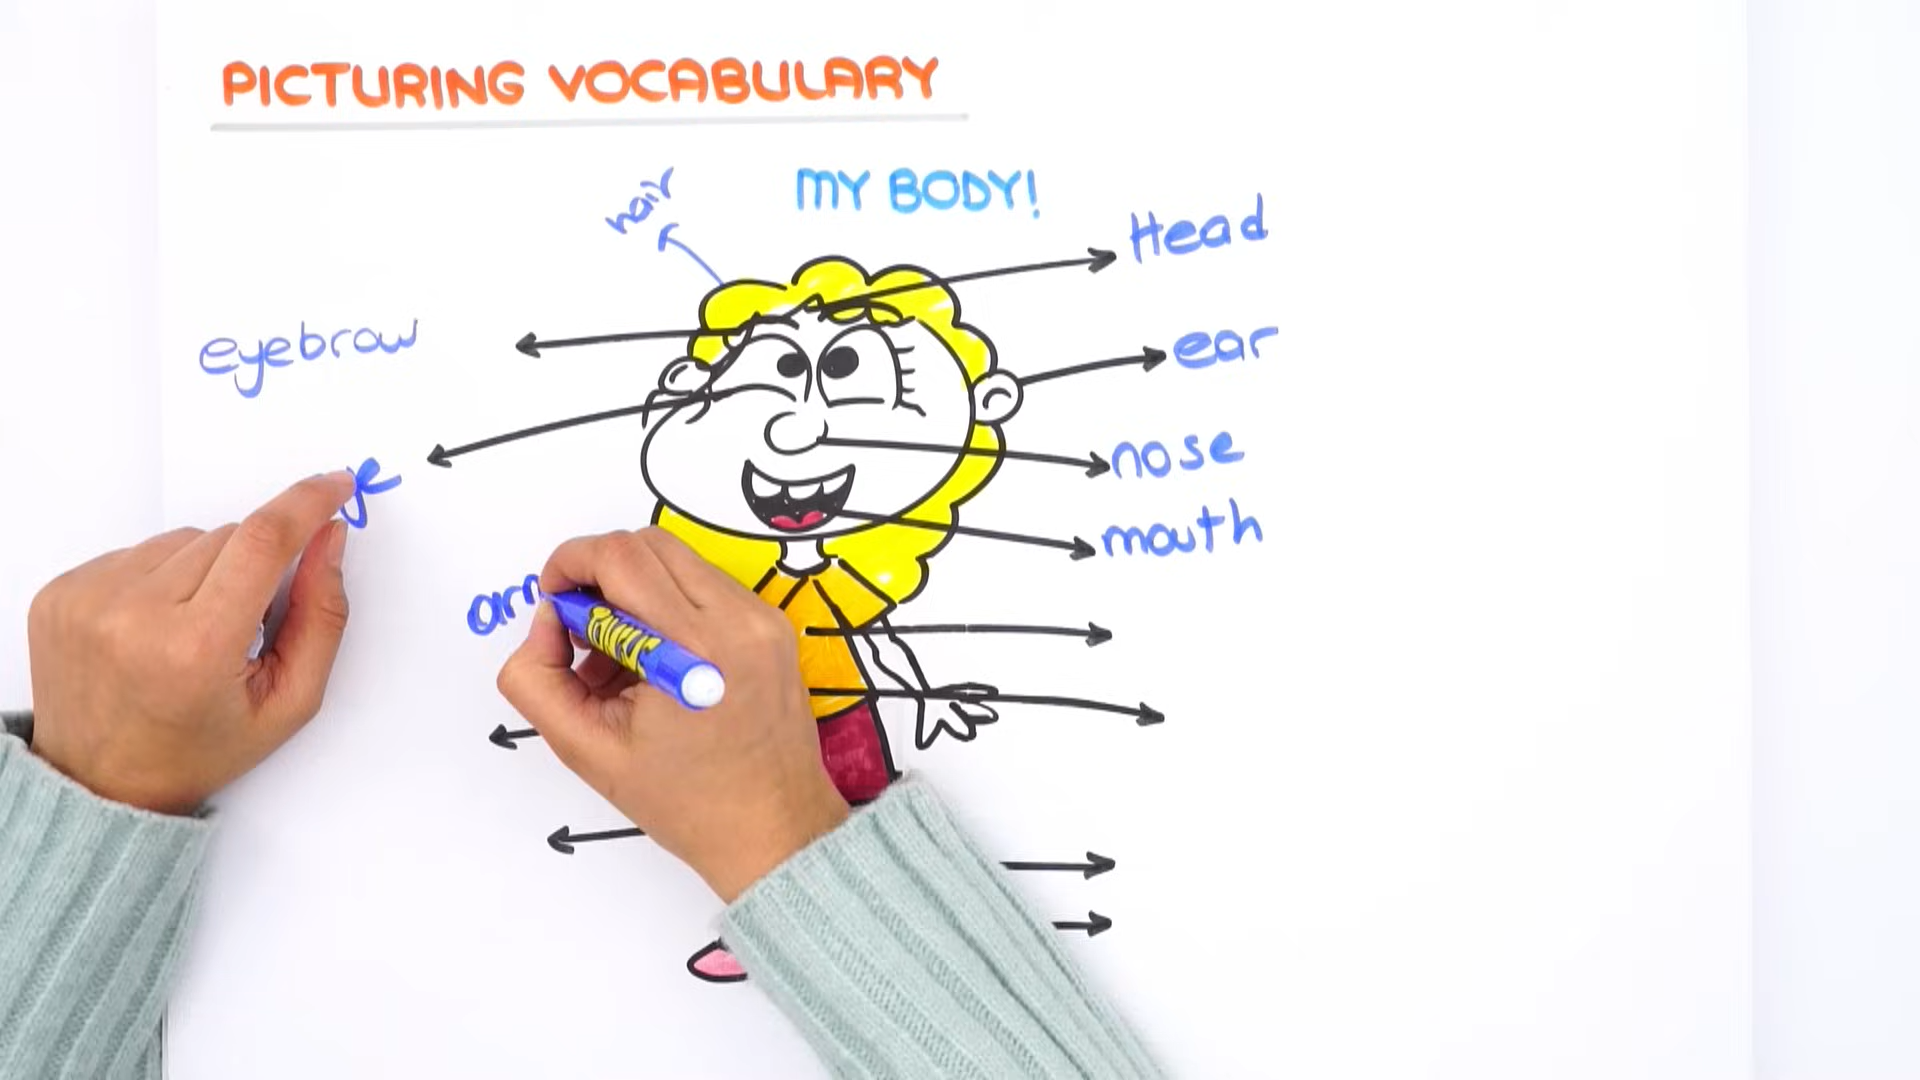 PICTURING VOCABULARY
MY BODY!
hair
Head
eyebrow
ear
nose
mouth